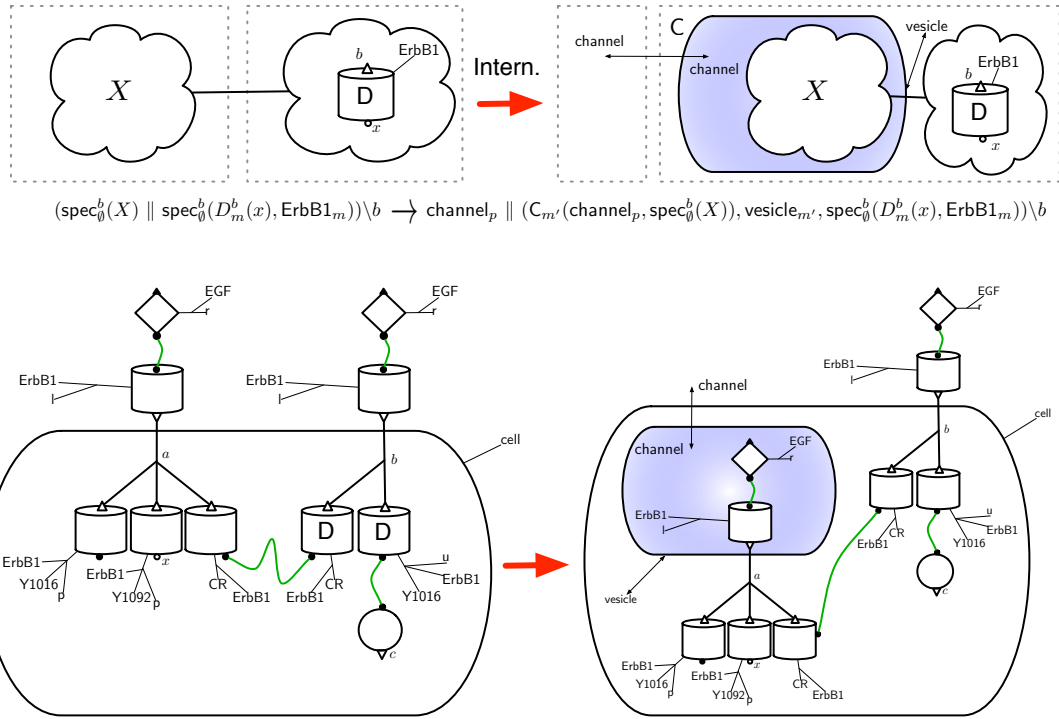 X
b
ErbB1
D
x
Intern.
channel
channel
C
X
vesicle
b
ErbB1
D
x
(spec^b_∅(X) ∥ spec^b_∅(D^b_m(x), ErbB1_m))\b → channel_p ∥ (C_{m′}(channel_p, spec^b_∅(X)), vesicle_{m′}, spec^b_∅(D^b_m(x), ErbB1_m))\b
EGF
r
EGF
r
ErbB1
l
ErbB1
l
cell
a
b
D
D
ErbB1
Y1016
p
ErbB1
x
Y1092
p
CR
ErbB1
ErbB1
CR
u
ErbB1
Y1016
c
EGF
r
ErbB1
l
channel
channel
cell
EGF
r
b
ErbB1
l
ErbB1
CR
u
ErbB1
Y1016
c
vesicle
a
ErbB1
Y1016
p
ErbB1
x
Y1092
p
CR
ErbB1